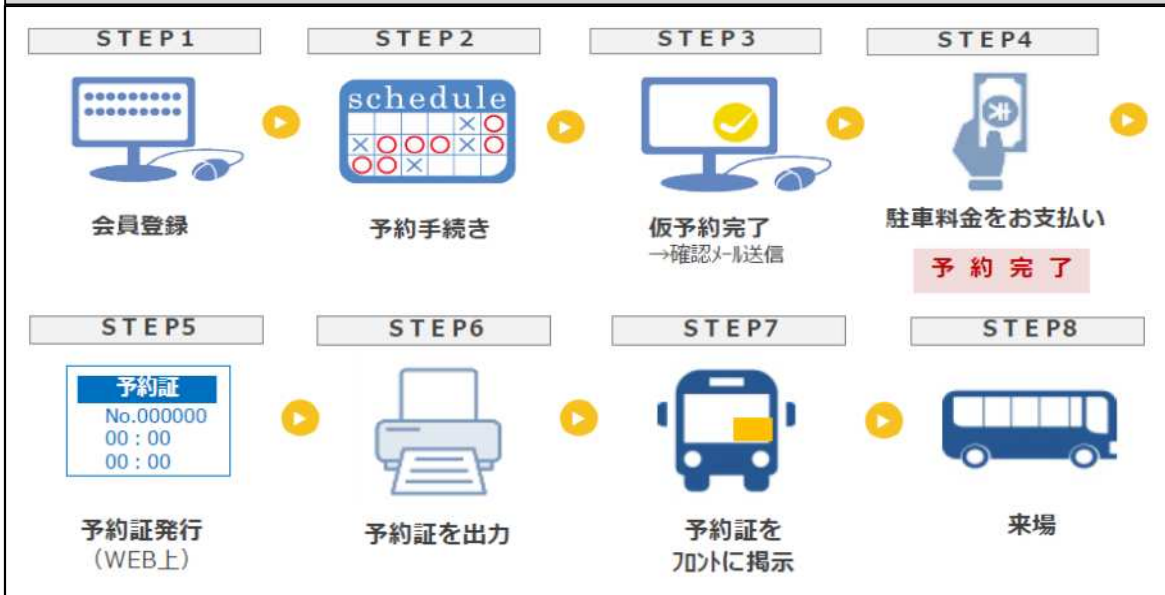 STEP1
STEP2
STEP3
STEP4
schedule
会員登録
予約手続き
仮予約完了
→確認ﾒｰﾙ送信
駐車料金をお支払い
予約完了
STEP5
STEP6
STEP7
STEP8
予約証
No.000000
00：00
00：00
予約証発行
（WEB上）
予約証を出力
予約証を
ﾌﾛﾝﾄに掲示
来場